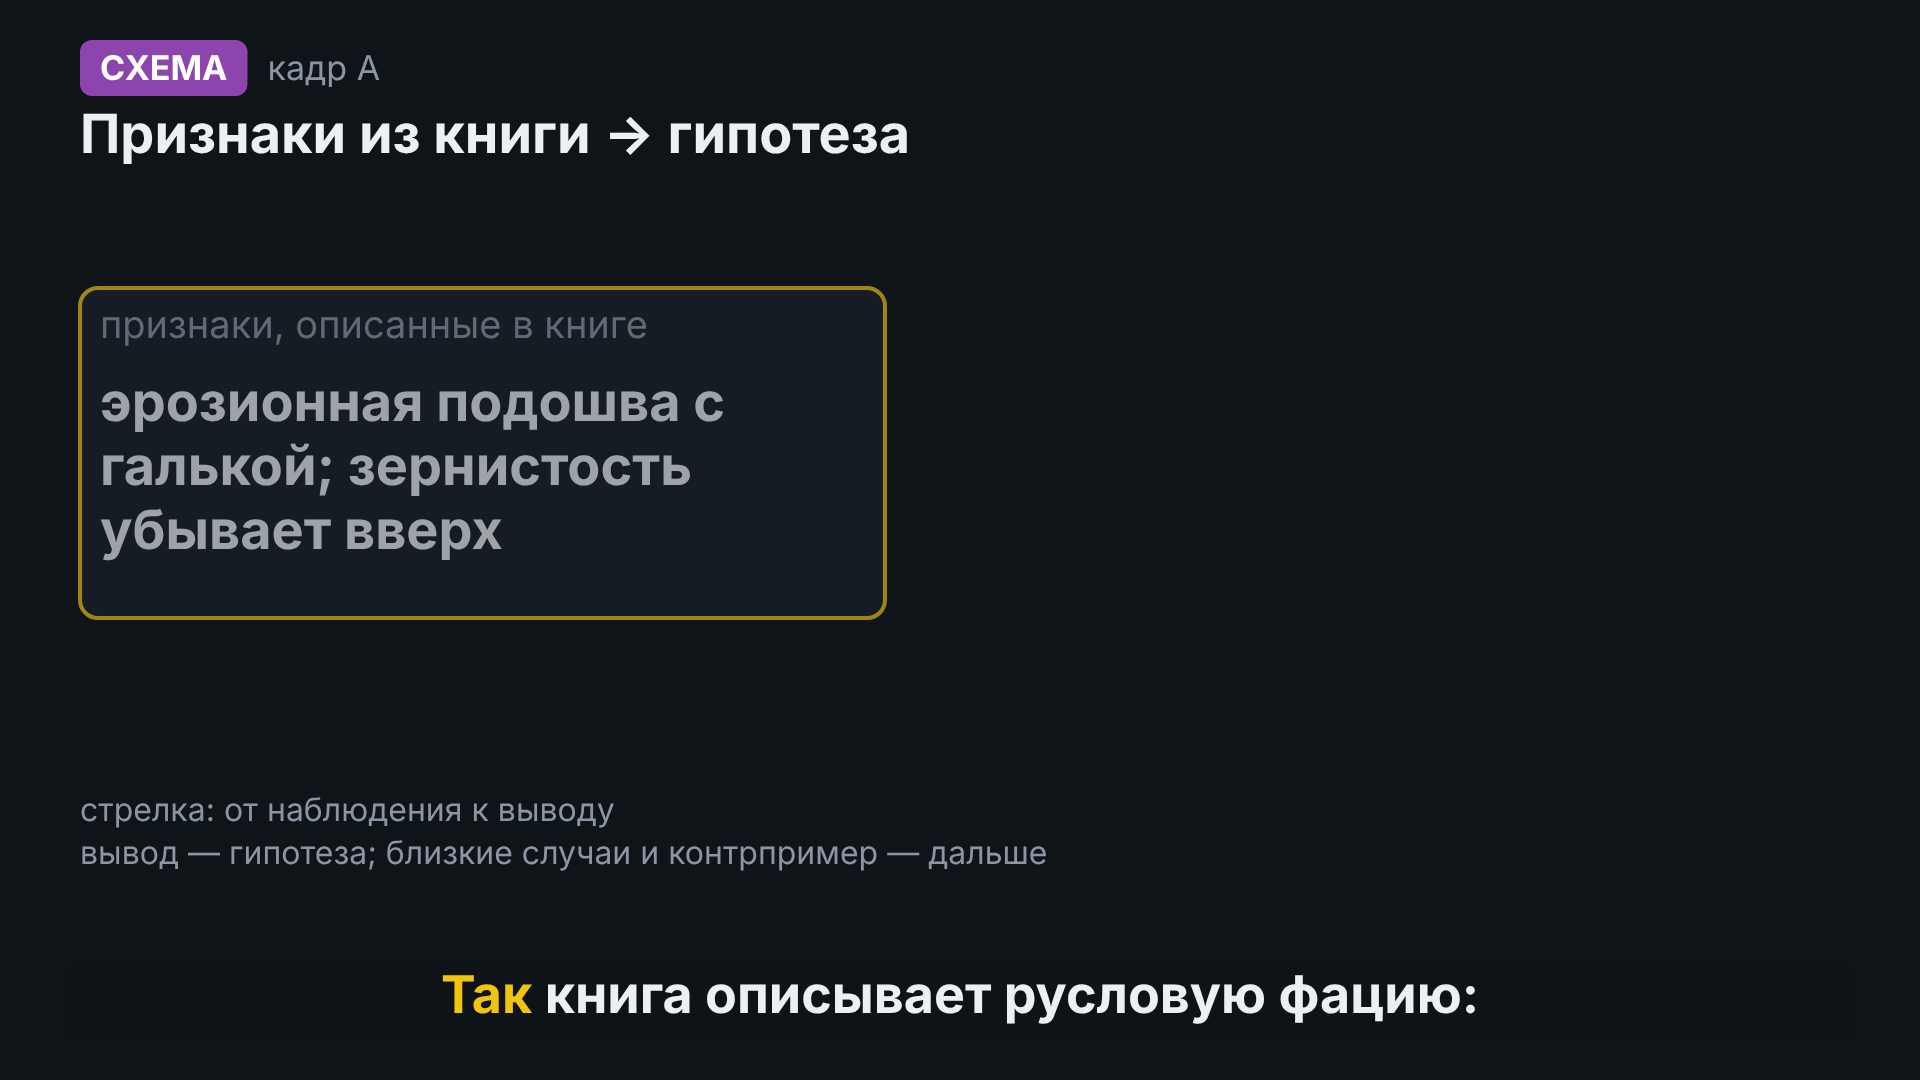 СХЕМА кадр А
Признаки из книги → гипотеза
признаки, описанные в книге
эрозионная подошва с
галькой; зернистость
убывает вверх
стрелка: от наблюдения к выводу
вывод — гипотеза; близкие случаи и контрпример — дальше
Так книга описывает русловую фацию: